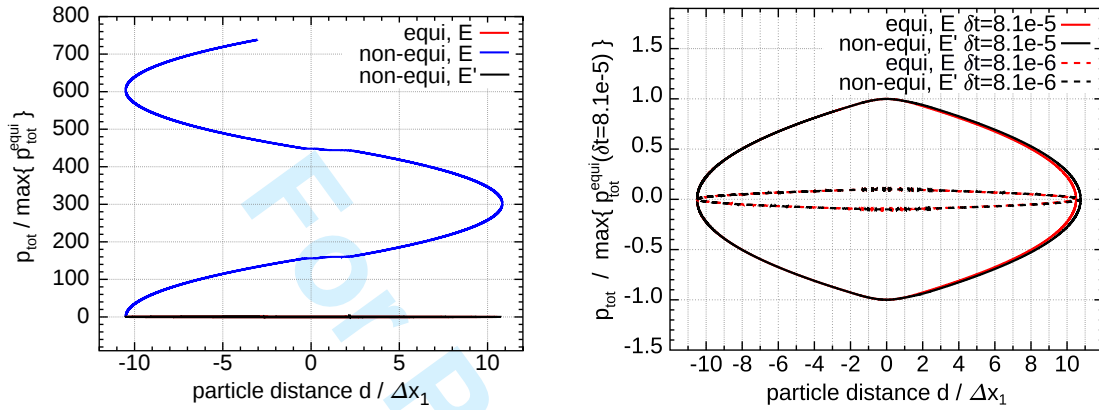 800
700
600
500
400
300
200
100
0
-10
-5
0
5
10
p_tot / max{ p_tot^equi }
particle distance d / Δx₁
equi, E
non-equi, E
non-equi, E'
For P
1.5
1.0
0.5
0.0
-0.5
-1.0
-1.5
-10 -8 -6 -4 -2 0 2 4 6 8 10
p_tot / max{ p_tot^equi(δt=8.1e-5) }
particle distance d / Δx₁
equi, E δt=8.1e-5
non-equi, E' δt=8.1e-5
equi, E δt=8.1e-6
non-equi, E' δt=8.1e-6